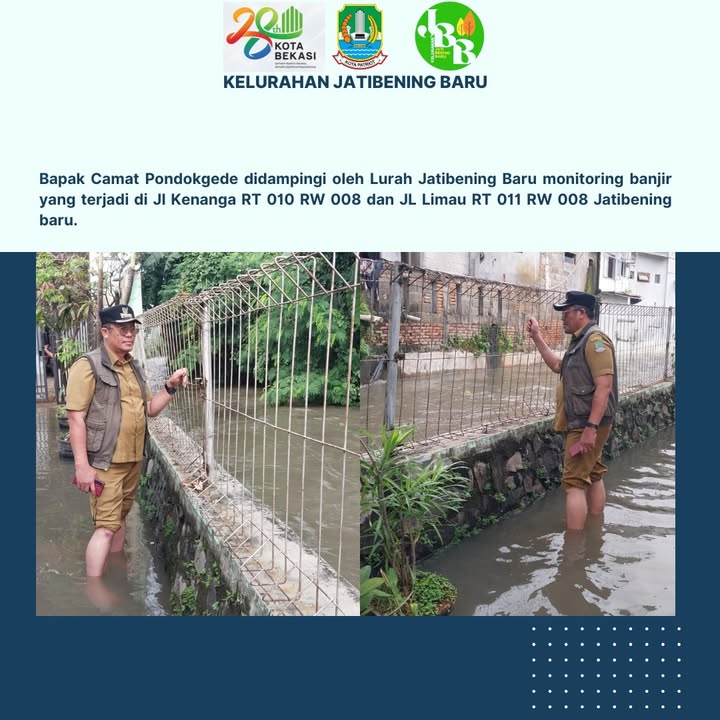 28th
KOTA
BEKASI
KOTA PATRIOT
JBB
KELURAHAN JATIBENING BARU
Bapak Camat Pondokgede didampingi oleh Lurah Jatibening Baru monitoring banjir
yang terjadi di Jl Kenanga RT 010 RW 008 dan JL Limau RT 011 RW 008 Jatibening
baru.